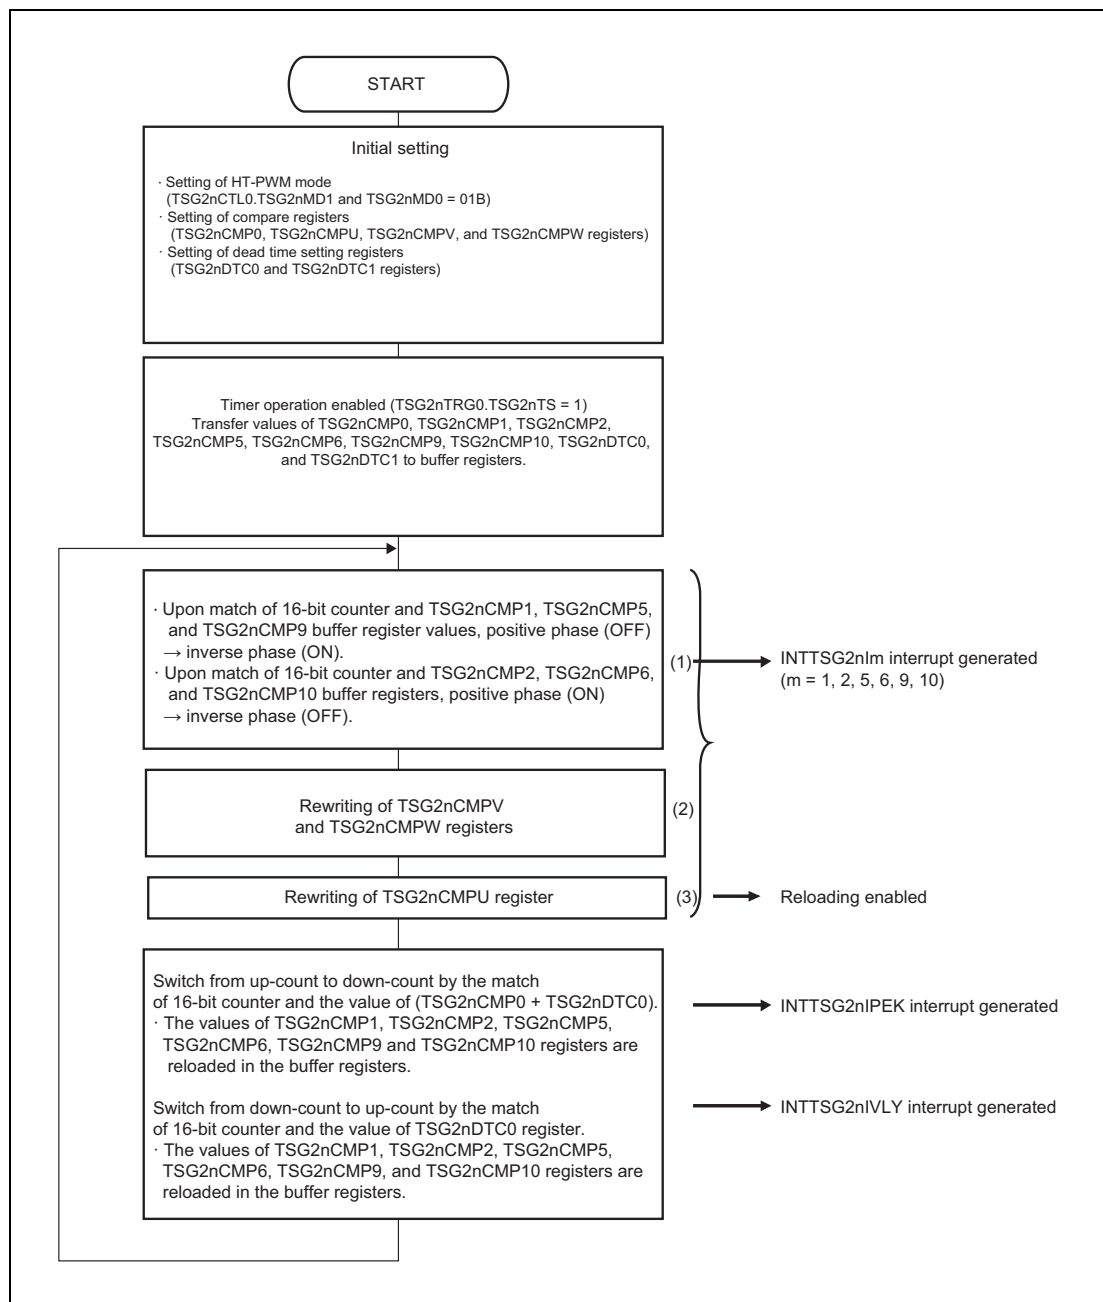 START
Initial setting
· Setting of HT-PWM mode
(TSG2nCTL0.TSG2nMD1 and TSG2nMD0 = 01B)
· Setting of compare registers
(TSG2nCMP0, TSG2nCMPU, TSG2nCMPV, and TSG2nCMPW registers)
· Setting of dead time setting registers
(TSG2nDTC0 and TSG2nDTC1 registers)
Timer operation enabled (TSG2nTRG0.TSG2nTS = 1)
Transfer values of TSG2nCMP0, TSG2nCMP1, TSG2nCMP2,
TSG2nCMP5, TSG2nCMP6, TSG2nCMP9, TSG2nCMP10, TSG2nDTC0,
and TSG2nDTC1 to buffer registers.
· Upon match of 16-bit counter and TSG2nCMP1, TSG2nCMP5,
and TSG2nCMP9 buffer register values, positive phase (OFF)
→ inverse phase (ON).
· Upon match of 16-bit counter and TSG2nCMP2, TSG2nCMP6,
and TSG2nCMP10 buffer registers, positive phase (ON)
→ inverse phase (OFF).
(1)
INTTSG2nIm interrupt generated
(m = 1, 2, 5, 6, 9, 10)
Rewriting of TSG2nCMPV
and TSG2nCMPW registers
(2)
Rewriting of TSG2nCMPU register
(3)
Reloading enabled
Switch from up-count to down-count by the match
of 16-bit counter and the value of (TSG2nCMP0 + TSG2nDTC0).
· The values of TSG2nCMP1, TSG2nCMP2, TSG2nCMP5,
TSG2nCMP6, TSG2nCMP9 and TSG2nCMP10 registers are
reloaded in the buffer registers.
INTTSG2nIPEK interrupt generated
Switch from down-count to up-count by the match
of 16-bit counter and the value of TSG2nDTC0 register.
· The values of TSG2nCMP1, TSG2nCMP2, TSG2nCMP5,
TSG2nCMP6, TSG2nCMP9, and TSG2nCMP10 registers are
reloaded in the buffer registers.
INTTSG2nIVLY interrupt generated